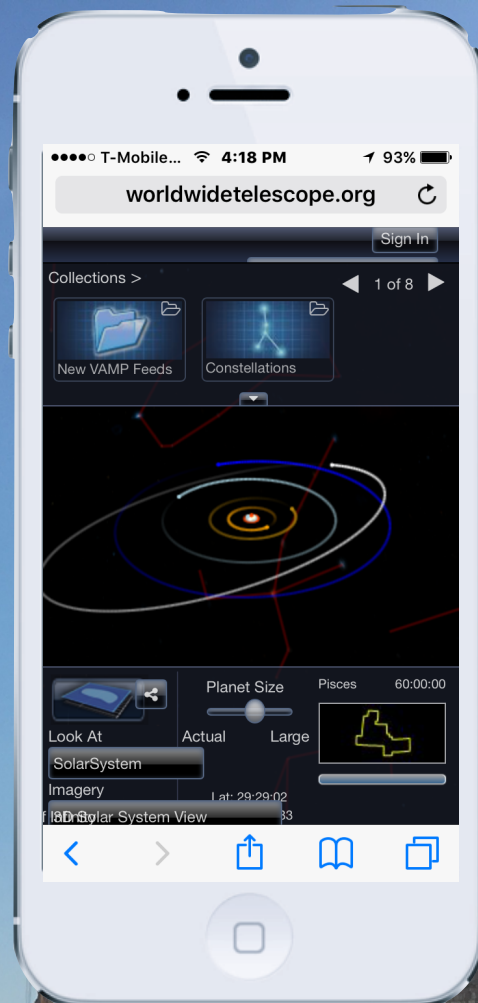 T-Mobile... 4:18 PM 93%
worldwidetelescope.org
Sign In
Collections >
1 of 8
New VAMP Feeds
Constellations
Planet Size
Pisces 60:00:00
Look At
Actual Large
SolarSystem
Imagery
Lat: 29:29:02
Solar System View